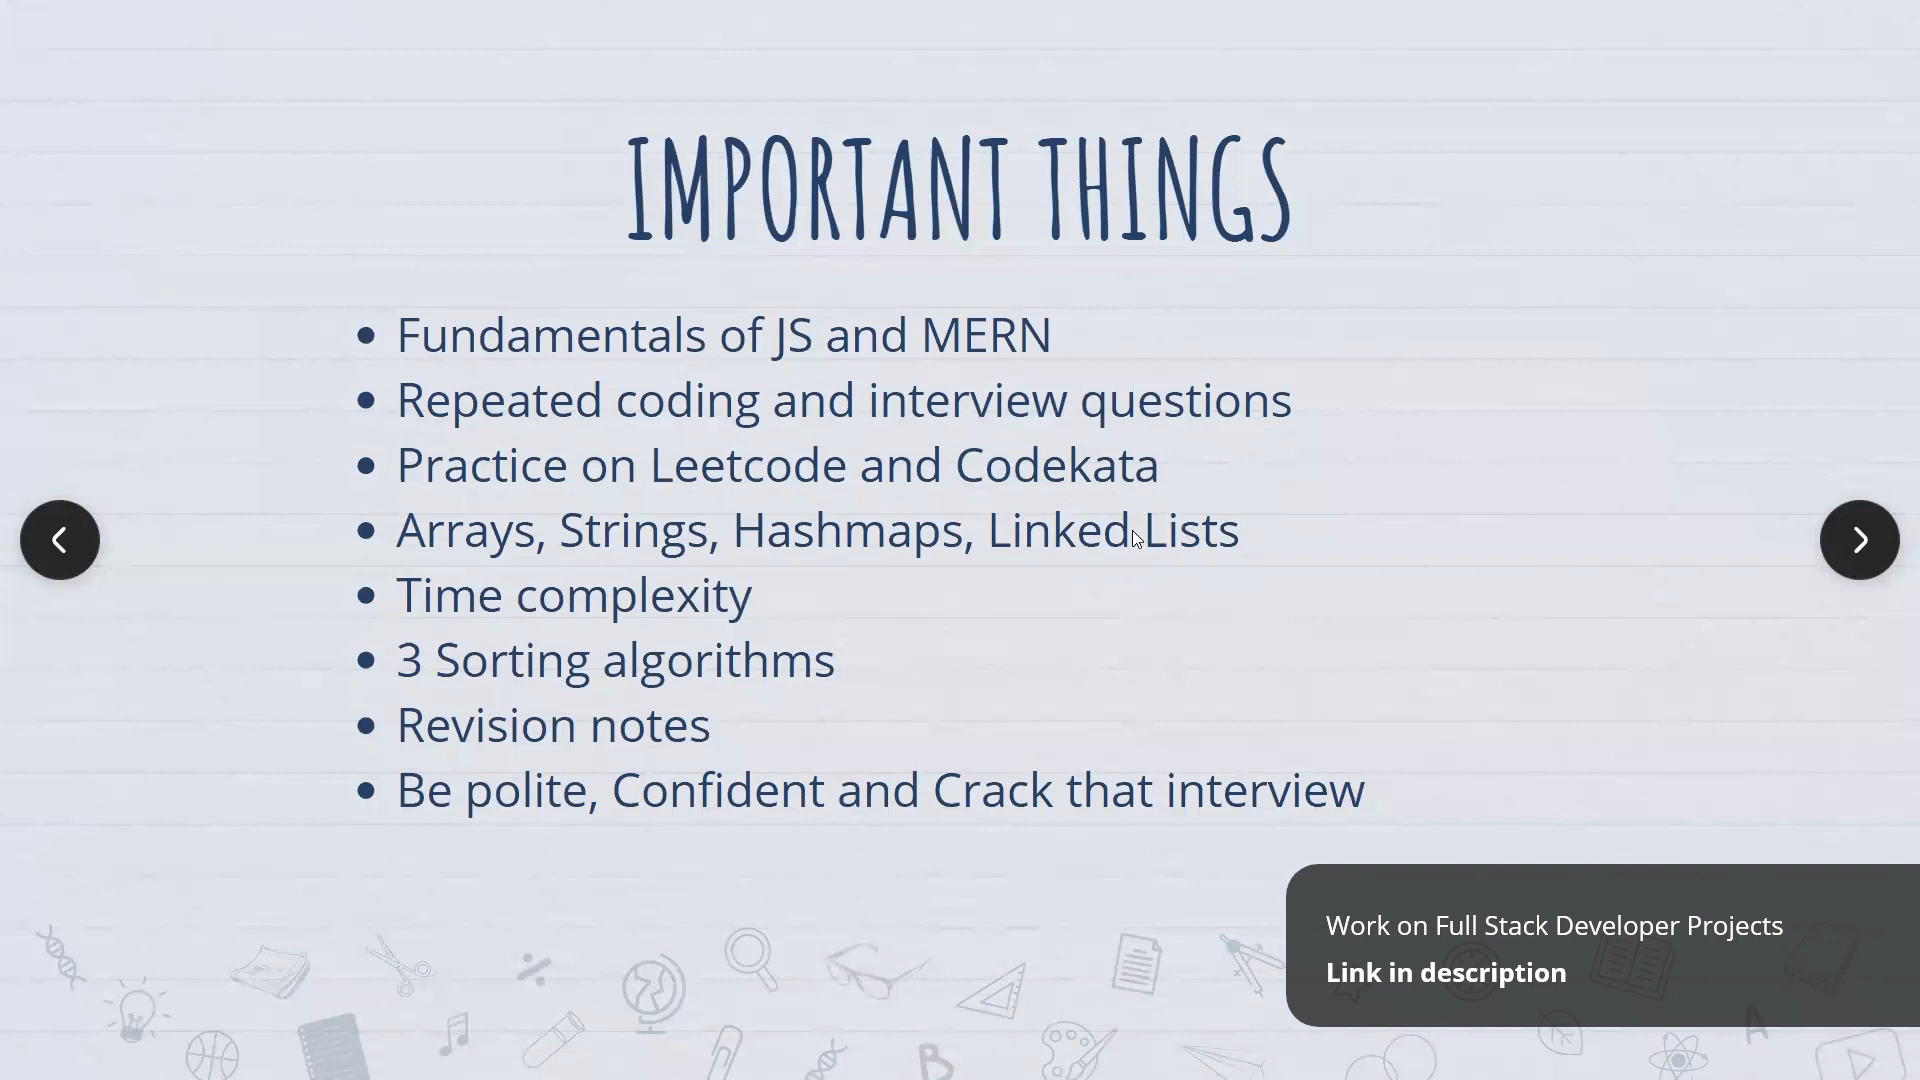 IMPORTANT THINGS
Fundamentals of JS and MERN
Repeated coding and interview questions
Practice on Leetcode and Codekata
Arrays, Strings, Hashmaps, Linked Lists
Time complexity
3 Sorting algorithms
Revision notes
Be polite, Confident and Crack that interview
Work on Full Stack Developer Projects
Link in description
B
A